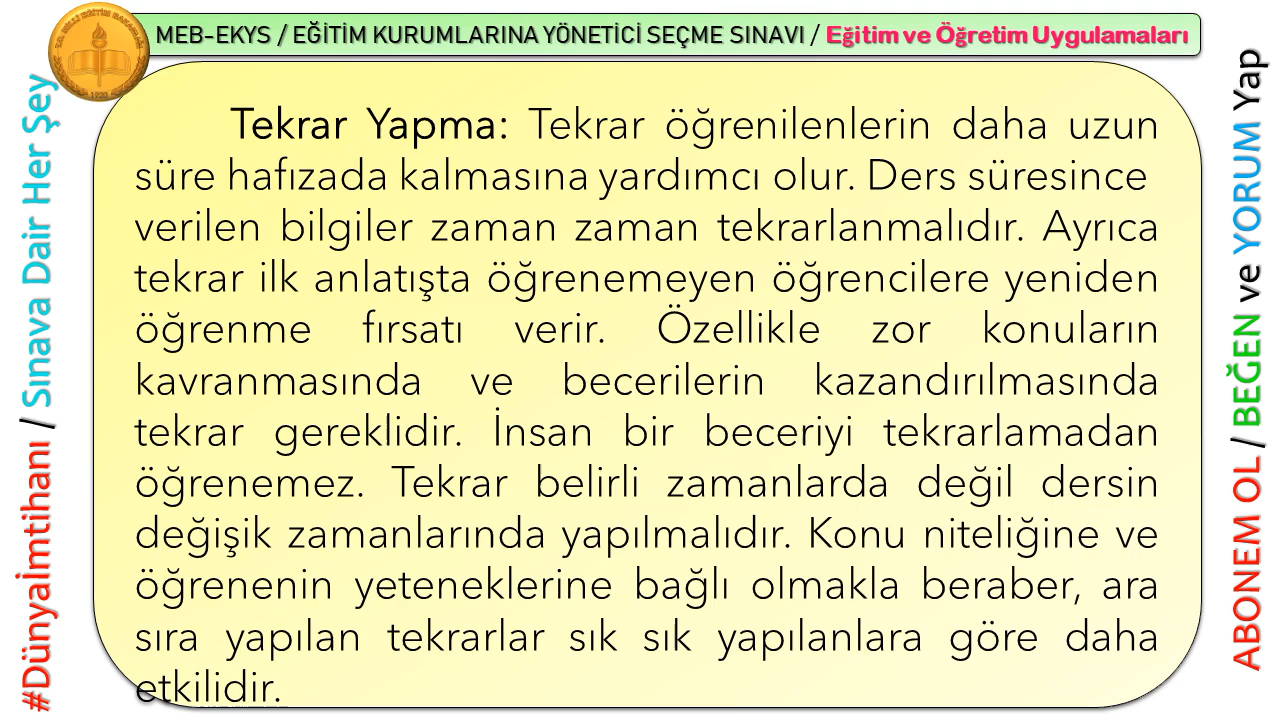 MEB-EKYS / EĞİTİM KURUMLARINA YÖNETİCİ SEÇME SINAVI / Eğitim ve Öğretim Uygulamaları
#Dünyaİmtihanı / Sınava Dair Her Şey
Tekrar Yapma: Tekrar öğrenilenlerin daha uzun
süre hafızada kalmasına yardımcı olur. Ders süresince
verilen bilgiler zaman zaman tekrarlanmalıdır. Ayrıca
tekrar ilk anlatışta öğrenemeyen öğrencilere yeniden
öğrenme fırsatı verir. Özellikle zor konuların
kavranmasında ve becerilerin kazandırılmasında
tekrar gereklidir. İnsan bir beceriyi tekrarlamadan
öğrenemez. Tekrar belirli zamanlarda değil dersin
değişik zamanlarında yapılmalıdır. Konu niteliğine ve
öğrenenin yeteneklerine bağlı olmakla beraber, ara
sıra yapılan tekrarlar sık sık yapılanlara göre daha
etkilidir.
ABONEM OL / BEĞEN ve YORUM Yap